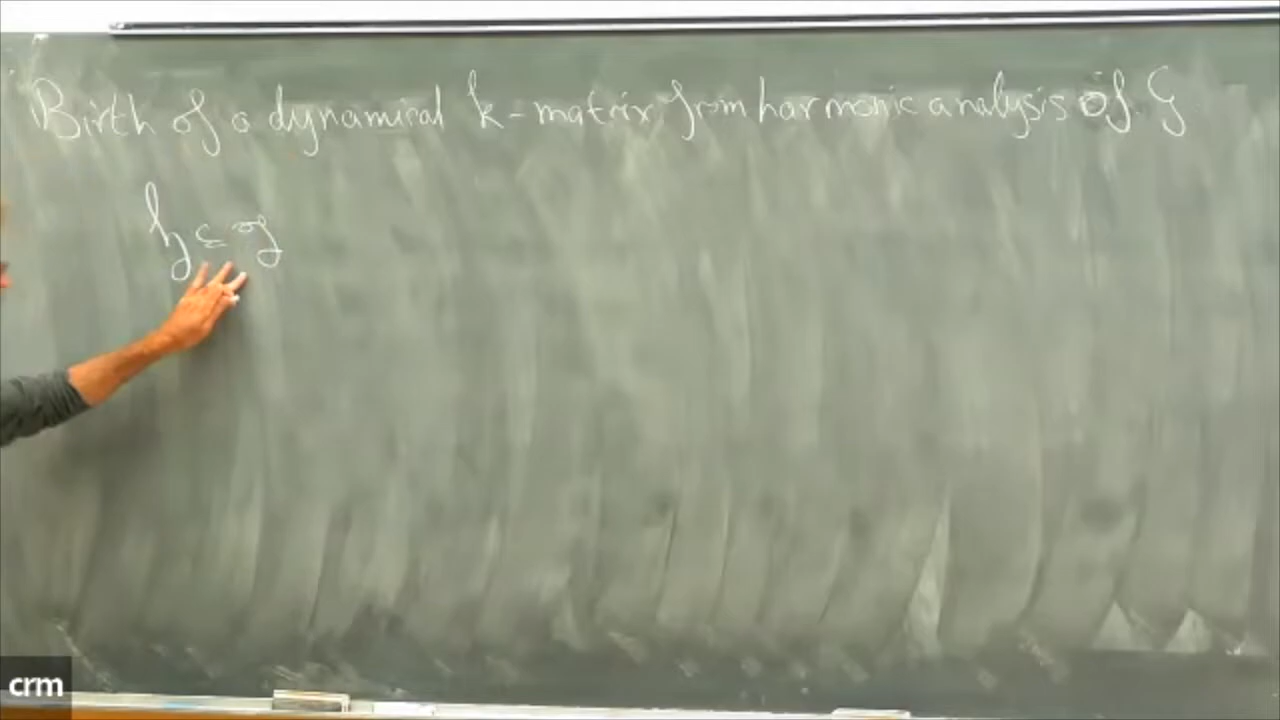 Birth of a dynamical k-matrix from harmonic analysis of G
𝔥 ⊆ 𝔤
crm